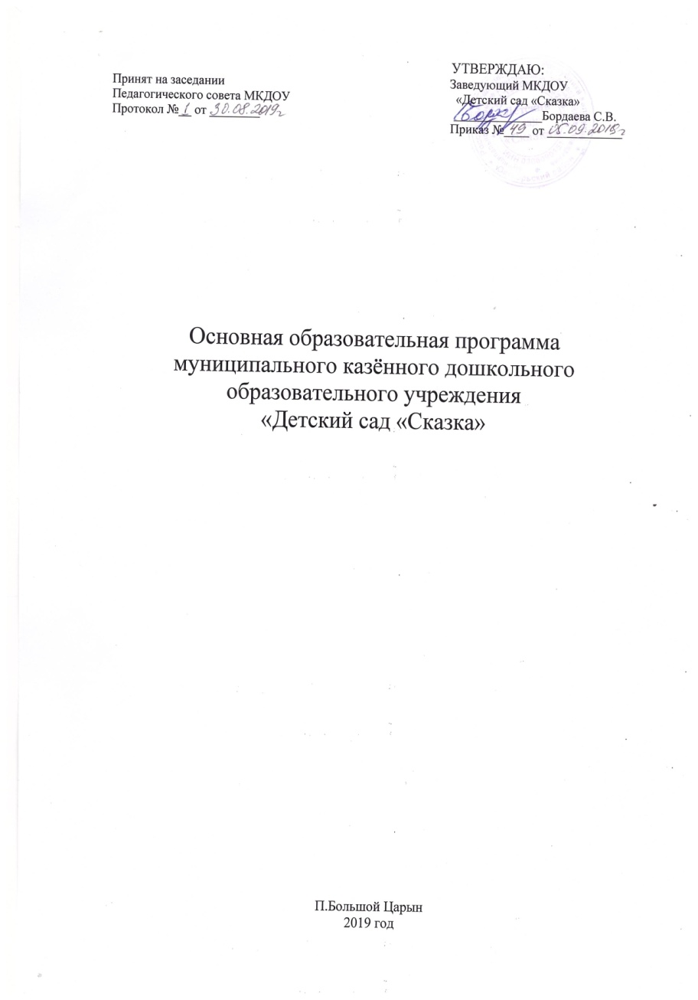 Принят на заседании
Педагогического совета МКДОУ
Протокол № 1 от 30.08.2019г
УТВЕРЖДАЮ:
Заведующий МКДОУ
«Детский сад «Сказка»
Бордаева С.В.
Приказ № 49 от 05.09.2019г
Основная образовательная программа
муниципального казённого дошкольного
образовательного учреждения
«Детский сад «Сказка»
П.Большой Царын
2019 год